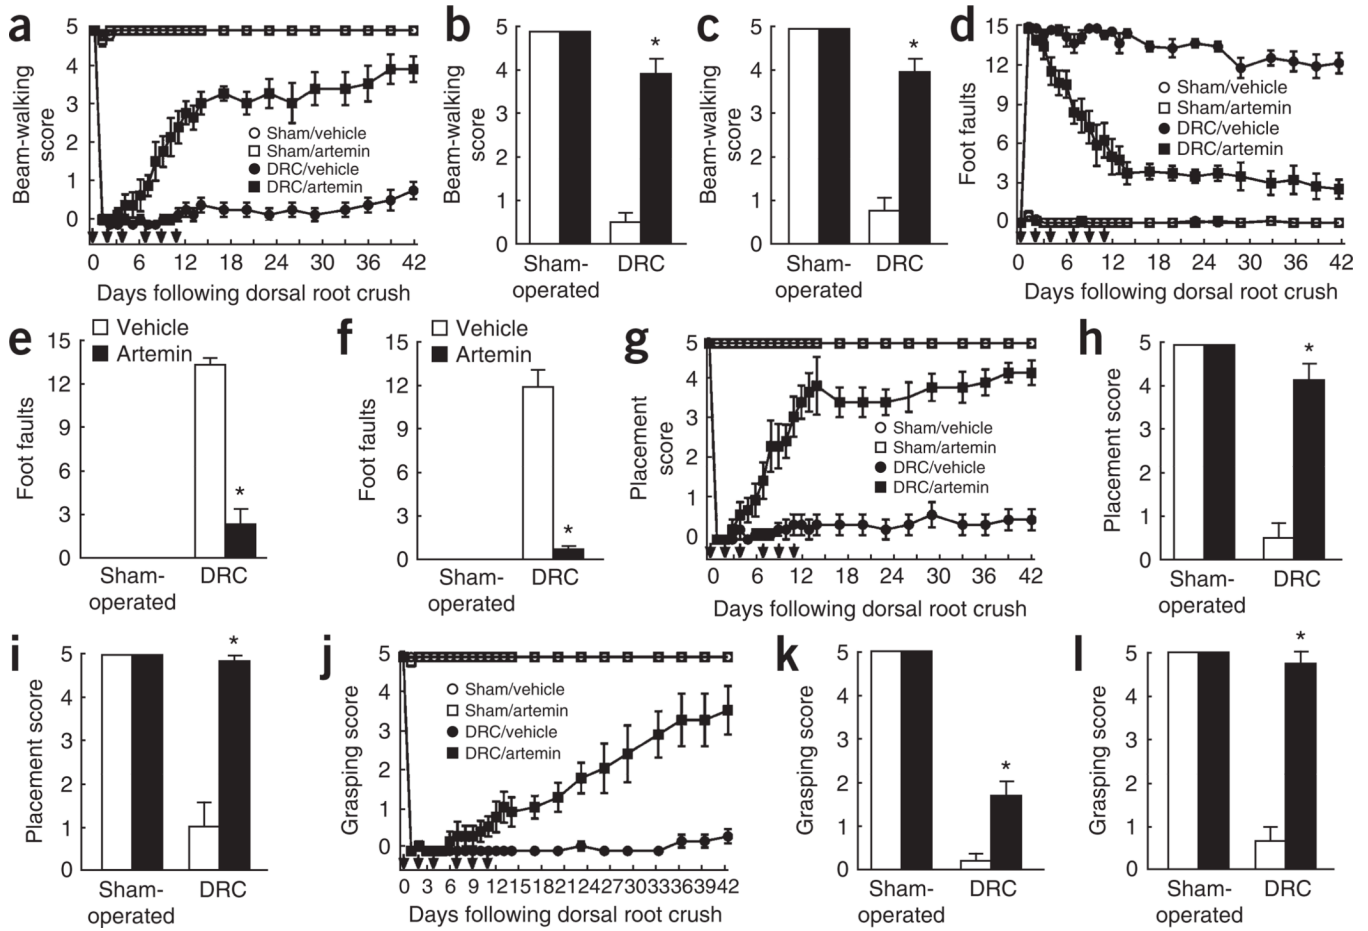 a
5
4
3
2
1
0
Beam-walking
score
Sham/vehicle
Sham/artemin
DRC/vehicle
DRC/artemin
0 6 12 18 24 30 36 42
Days following dorsal root crush
b
5
4
3
2
1
0
Beam-walking
score
*
Sham-
operated
DRC
c
5
4
3
2
1
0
Beam-walking
score
*
Sham-
operated
DRC
d
15
12
9
6
3
0
Foot faults
Sham/vehicle
Sham/artemin
DRC/vehicle
DRC/artemin
0 6 12 18 24 30 36 42
Days following dorsal root crush
e
Vehicle
Artemin
15
12
9
6
3
0
Foot faults
*
Sham-
operated
DRC
f
Vehicle
Artemin
15
12
9
6
3
0
Foot faults
*
Sham-
operated
DRC
g
5
4
3
2
1
0
Placement
score
Sham/vehicle
Sham/artemin
DRC/vehicle
DRC/artemin
0 6 12 18 24 30 36 42
Days following dorsal root crush
h
5
4
3
2
1
0
Placement score
*
Sham-
operated
DRC
i
5
4
3
2
1
0
Placement score
*
Sham-
operated
DRC
j
5
4
3
2
1
0
Grasping score
Sham/vehicle
Sham/artemin
DRC/vehicle
DRC/artemin
0 3 6 9 12 15 18 21 24 27 30 33 36 39 42
Days following dorsal root crush
k
5
4
3
2
1
0
Grasping score
*
Sham-
operated
DRC
l
5
4
3
2
1
0
Grasping score
*
Sham-
operated
DRC